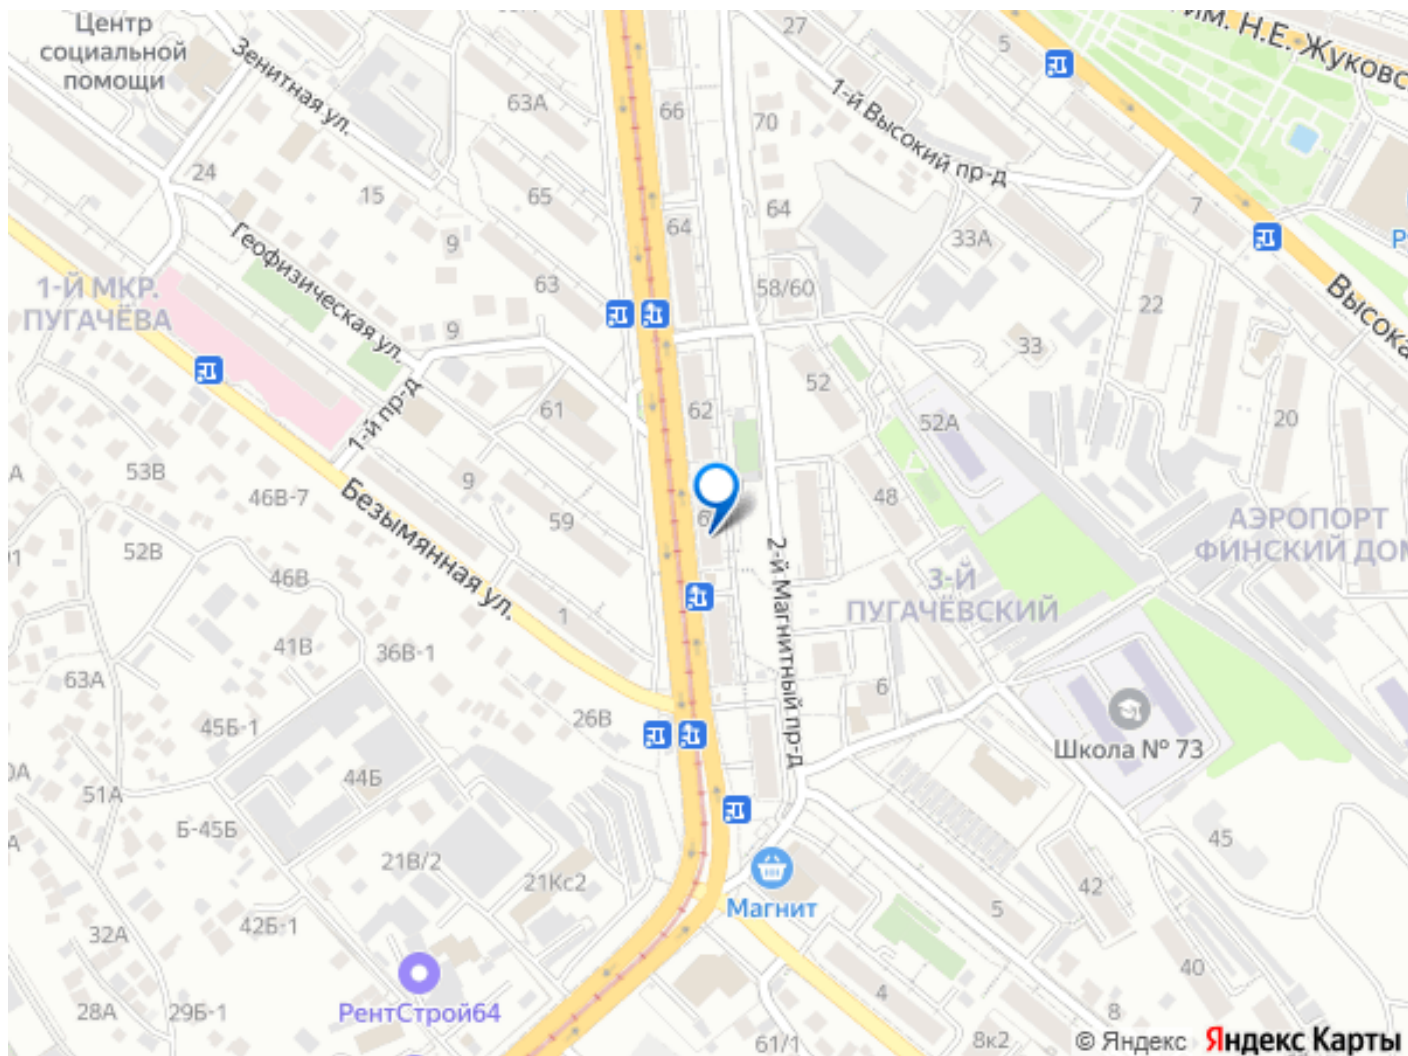 Центр
социальной
помощи
Зенитная ул.
63А
66
27
5
им. Н.Е. Жуковс
70
1-й Высокий пр-д
24
15
65
9
64
64
33А
7
Геофизическая ул.
63
58/60
22
Высока
1-Й МКР.
ПУГАЧЁВА
9
33
52
1-й пр-д
61
62
52А
20
53В
46В-7
9
48
59
Безымянная ул.
АЭРОПОРТ
ФИНСКИЙ ДОМ
52В
46В
2-й Магнитный пр-д
3-Й
ПУГАЧЁВСКИЙ
1
41В
36В-1
63А
6
45Б-1
26В
Школа № 73
44Б
51А
Б-45Б
45
21В/2
21Кс2
42
Магнит
5
42Б-1
32А
40
РентСтрой64
28А
29Б-1
4
8
61/1
8к2
© Яндекс Яндекс Карты